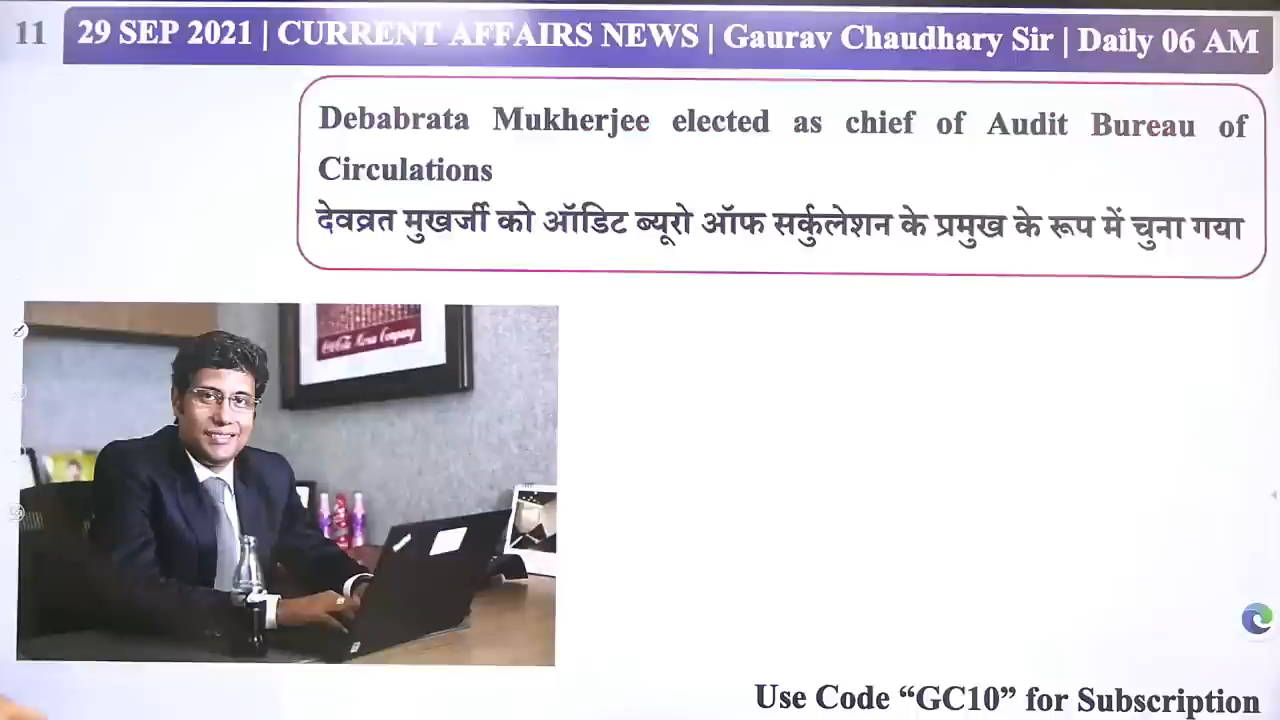 11
29 SEP 2021 | CURRENT AFFAIRS NEWS | Gaurav Chaudhary Sir | Daily 06 AM
Debabrata Mukherjee elected as chief of Audit Bureau of
Circulations
देवव्रत मुखर्जी को ऑडिट ब्यूरो ऑफ सर्कुलेशन के प्रमुख के रूप में चुना गया
Company
Use Code “GC10” for Subscription